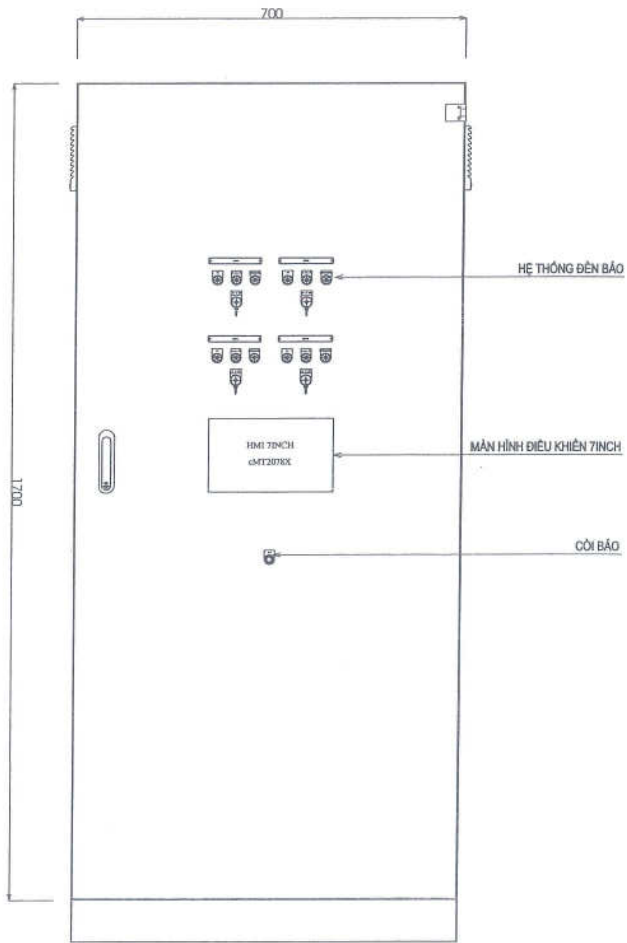 700
HỆ THỐNG ĐÈN BÁO
HMI 7INCH
cMT2078X
MÀN HÌNH ĐIỀU KHIỂN 7INCH
1700
CÒI BÁO